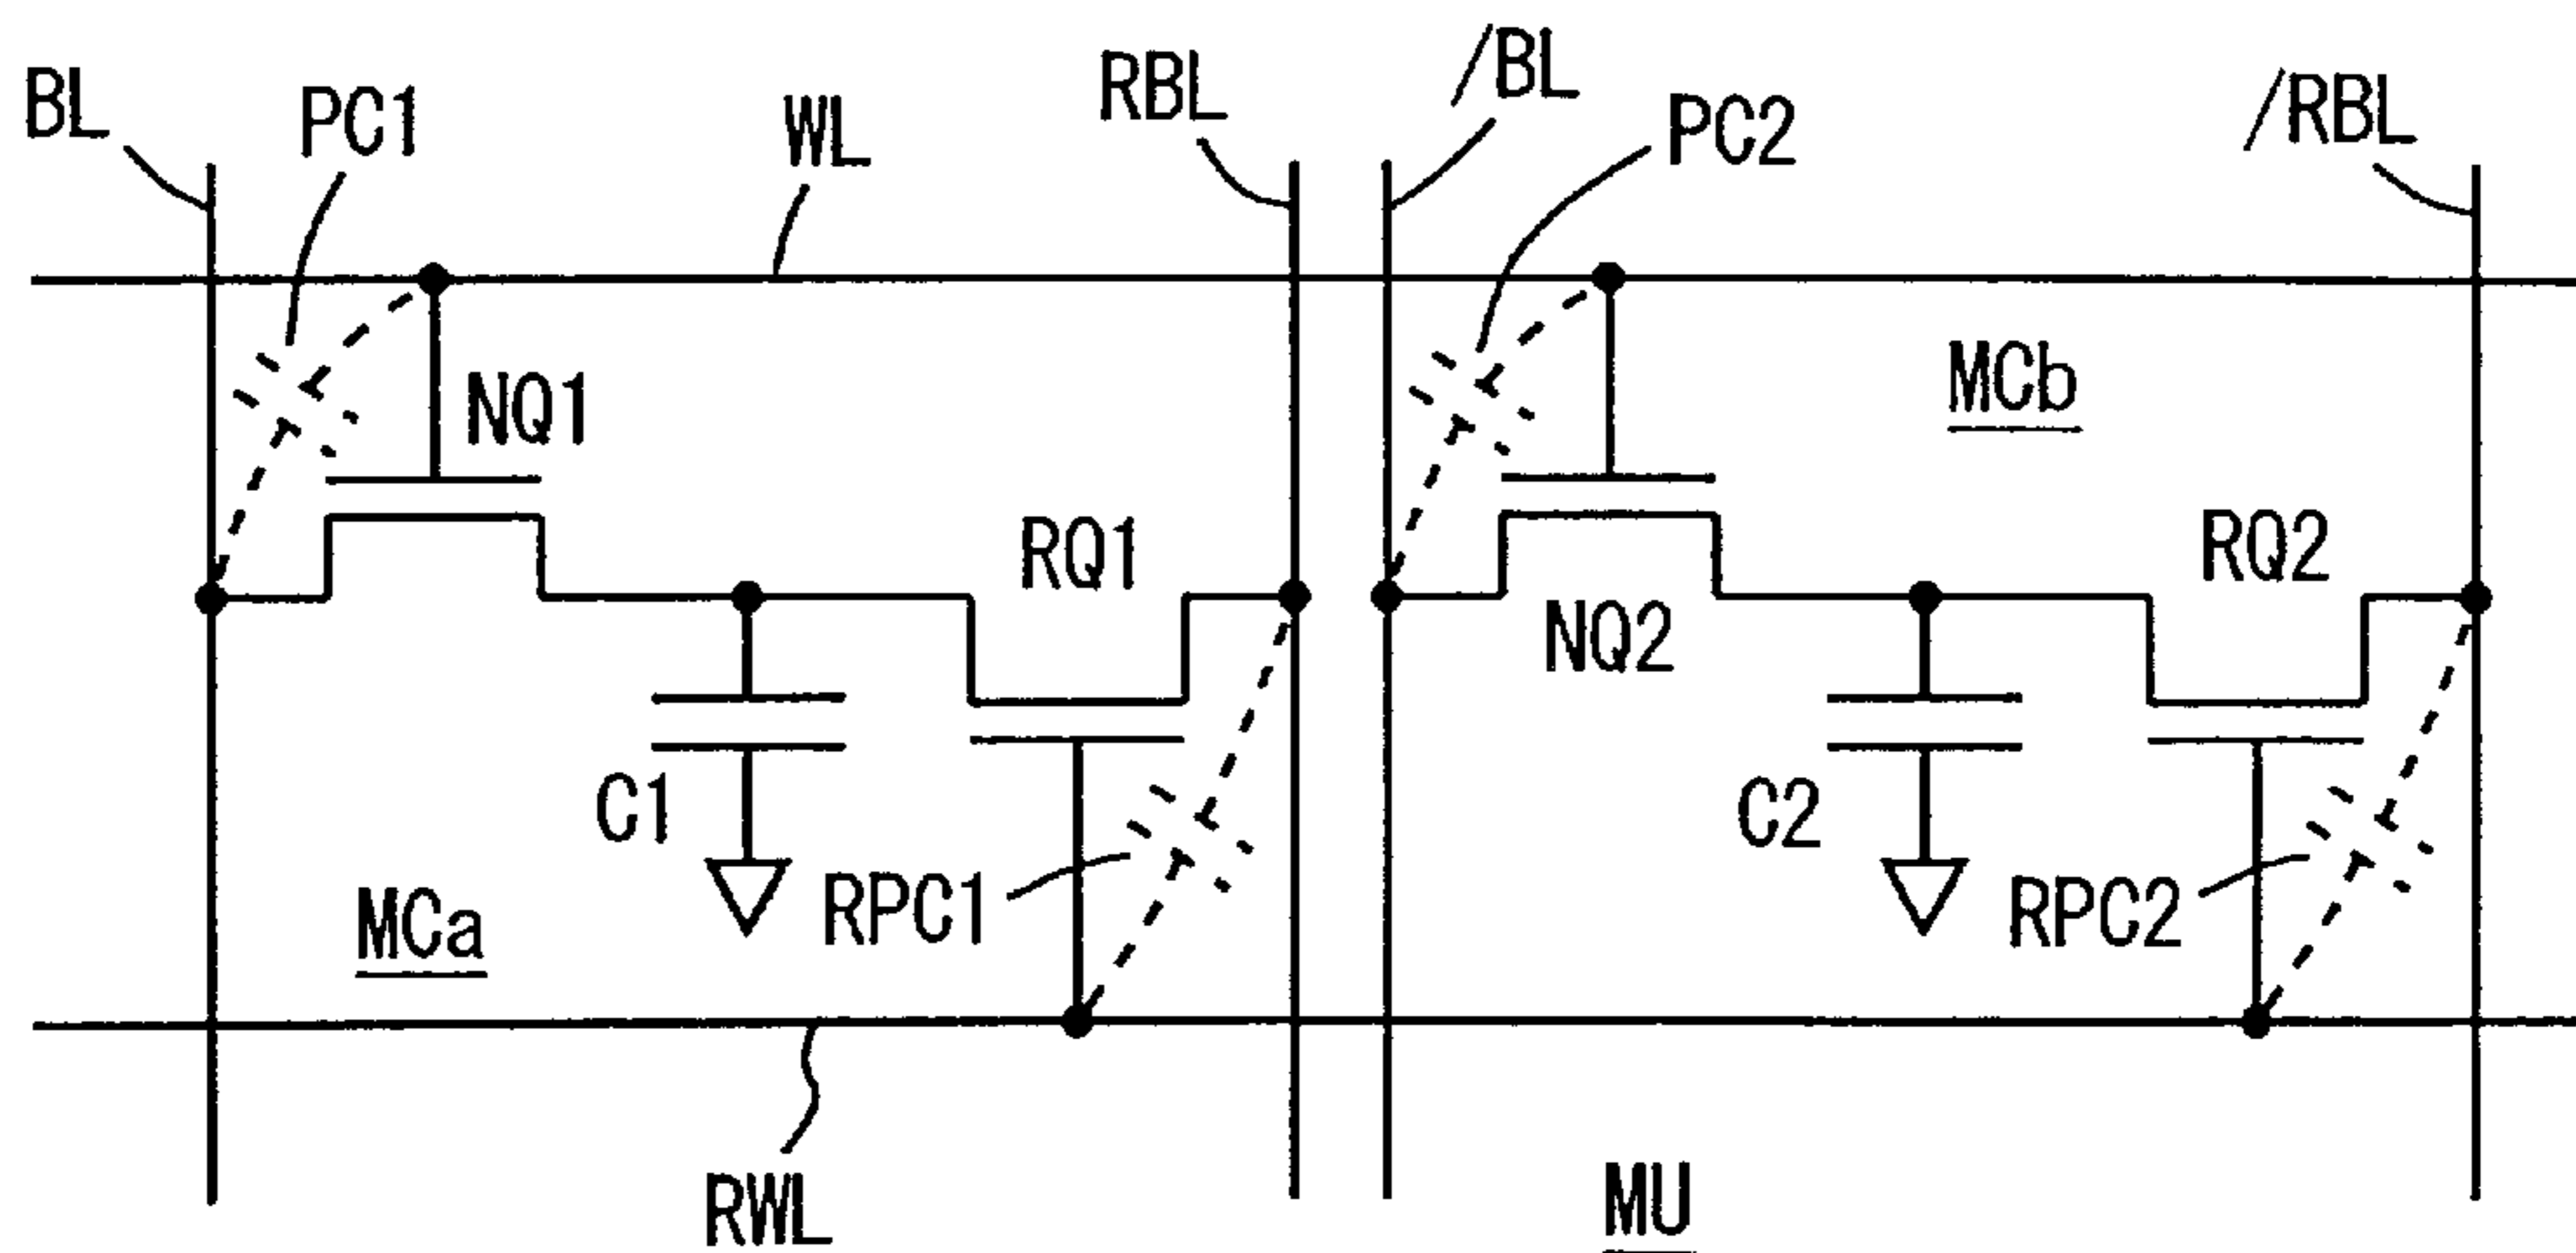 BL
PC1
WL
RBL
/BL
PC2
/RBL
NQ1
MCb
RQ1
NQ2
RQ2
C1
RPC1
C2
RPC2
MCa
RWL
MU